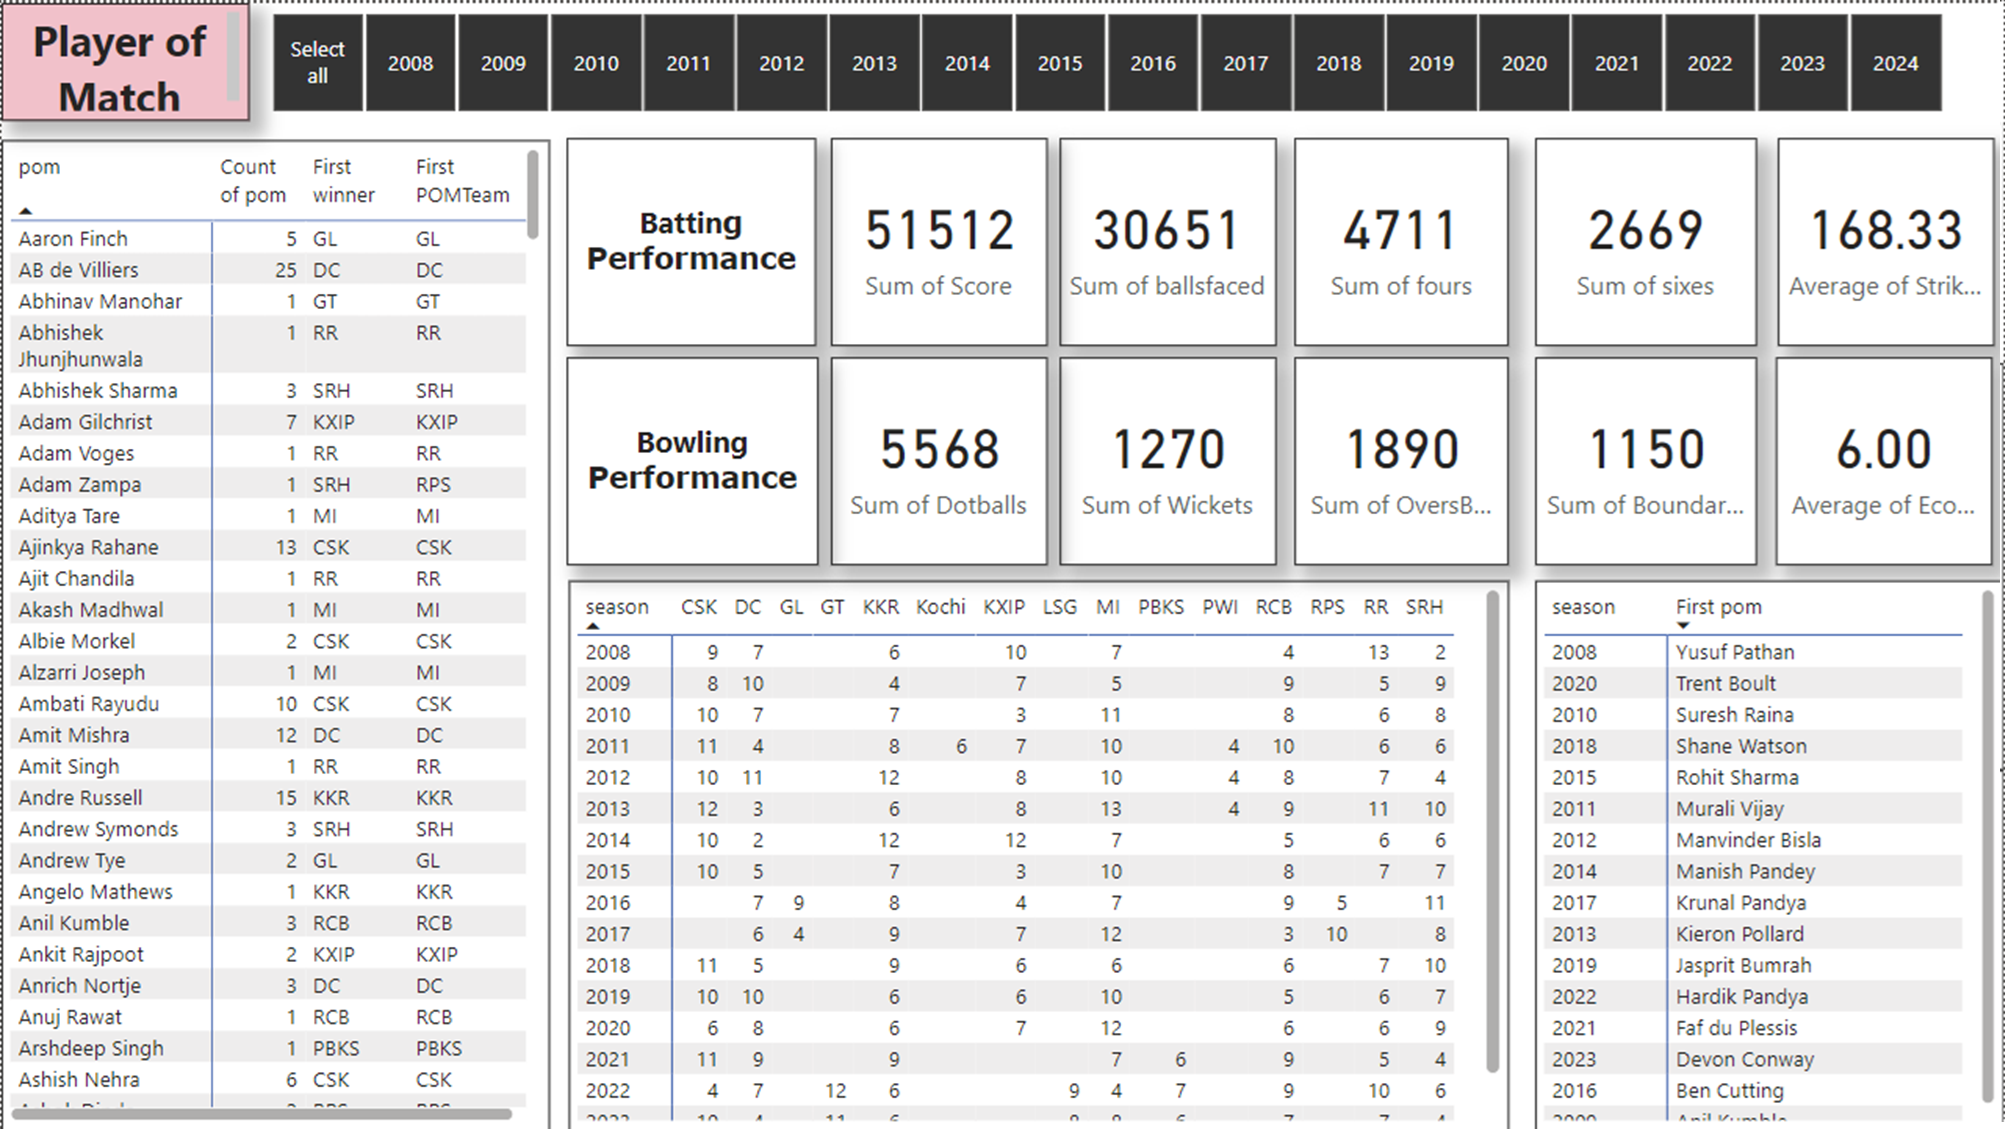 Player of
Match
Select
all
2008 2009 2010 2011 2012 2013 2014 2015 2016 2017 2018 2019 2020 2021 2022 2023 2024
pom Count of pom First winner First POMTeam
Aaron Finch 5 GL GL
AB de Villiers 25 DC DC
Abhinav Manohar 1 GT GT
Abhishek
Jhunjhunwala 1 RR RR
Abhishek Sharma 3 SRH SRH
Adam Gilchrist 7 KXIP KXIP
Adam Voges 1 RR RR
Adam Zampa 1 SRH RPS
Aditya Tare 1 MI MI
Ajinkya Rahane 13 CSK CSK
Ajit Chandila 1 RR RR
Akash Madhwal 1 MI MI
Albie Morkel 2 CSK CSK
Alzarri Joseph 1 MI MI
Ambati Rayudu 10 CSK CSK
Amit Mishra 12 DC DC
Amit Singh 1 RR RR
Andre Russell 15 KKR KKR
Andrew Symonds 3 SRH SRH
Andrew Tye 2 GL GL
Angelo Mathews 1 KKR KKR
Anil Kumble 3 RCB RCB
Ankit Rajpoot 2 KXIP KXIP
Anrich Nortje 3 DC DC
Anuj Rawat 1 RCB RCB
Arshdeep Singh 1 PBKS PBKS
Ashish Nehra 6 CSK CSK
Batting
Performance
51512
Sum of Score
30651
Sum of ballsfaced
4711
Sum of fours
2669
Sum of sixes
168.33
Average of Strik...
Bowling
Performance
5568
Sum of Dotballs
1270
Sum of Wickets
1890
Sum of OversB...
1150
Sum of Boundar...
6.00
Average of Eco...
season CSK DC GL GT KKR Kochi KXIP LSG MI PBKS PWI RCB RPS RR SRH
2008 9 7 6 10 7 4 13 2
2009 8 10 4 7 5 9 5 9
2010 10 7 7 3 11 8 6 8
2011 11 4 8 6 7 10 4 10 6 6
2012 10 11 12 8 10 4 8 7 4
2013 12 3 6 8 13 4 9 11 10
2014 10 2 12 12 7 5 6 6
2015 10 5 7 3 10 8 7 7
2016 7 9 8 4 7 9 5 11
2017 6 4 9 7 12 3 10 8
2018 11 5 9 6 6 6 7 10
2019 10 10 6 6 10 5 6 7
2020 6 8 6 7 12 6 6 9
2021 11 9 9 7 6 9 5 4
2022 4 7 12 6 9 4 7 9 10 6
season First pom
2008 Yusuf Pathan
2020 Trent Boult
2010 Suresh Raina
2018 Shane Watson
2015 Rohit Sharma
2011 Murali Vijay
2012 Manvinder Bisla
2014 Manish Pandey
2017 Krunal Pandya
2013 Kieron Pollard
2019 Jasprit Bumrah
2022 Hardik Pandya
2021 Faf du Plessis
2023 Devon Conway
2016 Ben Cutting